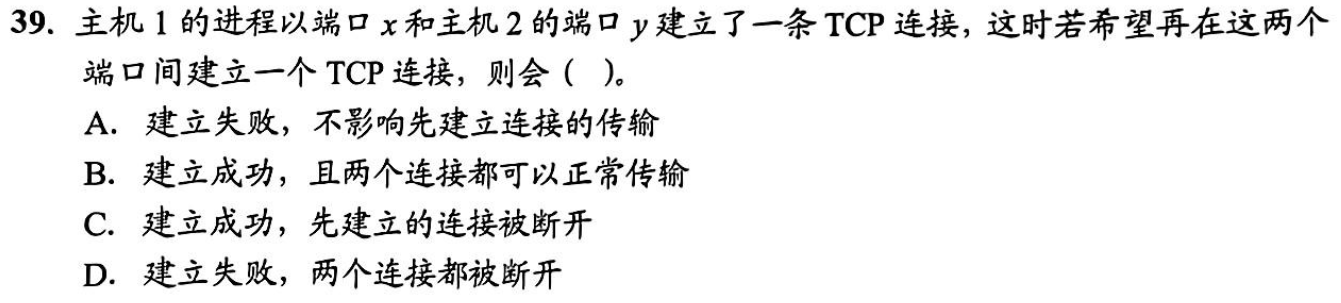 39. 主机 1 的进程以端口 x 和主机 2 的端口 y 建立了一条 TCP 连接，这时若希望再在这两个
端口间建立一个 TCP 连接，则会（ ）。
A. 建立失败，不影响先建立连接的传输
B. 建立成功，且两个连接都可以正常传输
C. 建立成功，先建立的连接被断开
D. 建立失败，两个连接都被断开